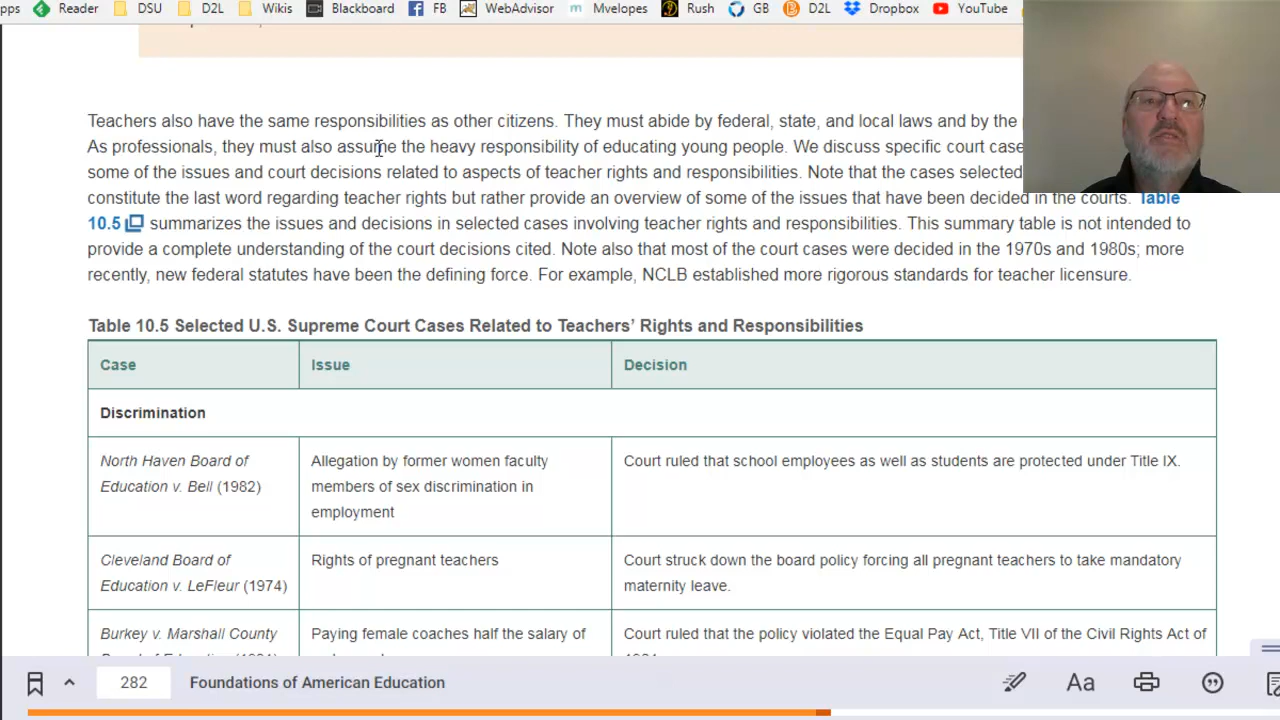 pps Reader DSU D2L Wikis Blackboard FB WebAdvisor Mvelopes Rush GB D2L Dropbox YouTube
Teachers also have the same responsibilities as other citizens. They must abide by federal, state, and local laws and by the
As professionals, they must also assume the heavy responsibility of educating young people. We discuss specific court case
some of the issues and court decisions related to aspects of teacher rights and responsibilities. Note that the cases selected
constitute the last word regarding teacher rights but rather provide an overview of some of the issues that have been decided in the courts. Table
10.5 summarizes the issues and decisions in selected cases involving teacher rights and responsibilities. This summary table is not intended to
provide a complete understanding of the court decisions cited. Note also that most of the court cases were decided in the 1970s and 1980s; more
recently, new federal statutes have been the defining force. For example, NCLB established more rigorous standards for teacher licensure.
Table 10.5 Selected U.S. Supreme Court Cases Related to Teachers' Rights and Responsibilities
Case Issue Decision
Discrimination
North Haven Board of Allegation by former women faculty Court ruled that school employees as well as students are protected under Title IX.
Education v. Bell (1982) members of sex discrimination in
employment
Cleveland Board of Rights of pregnant teachers Court struck down the board policy forcing all pregnant teachers to take mandatory
Education v. LeFleur (1974) maternity leave.
Burkey v. Marshall County Paying female coaches half the salary of Court ruled that the policy violated the Equal Pay Act, Title VII of the Civil Rights Act of
282 Foundations of American Education Aa